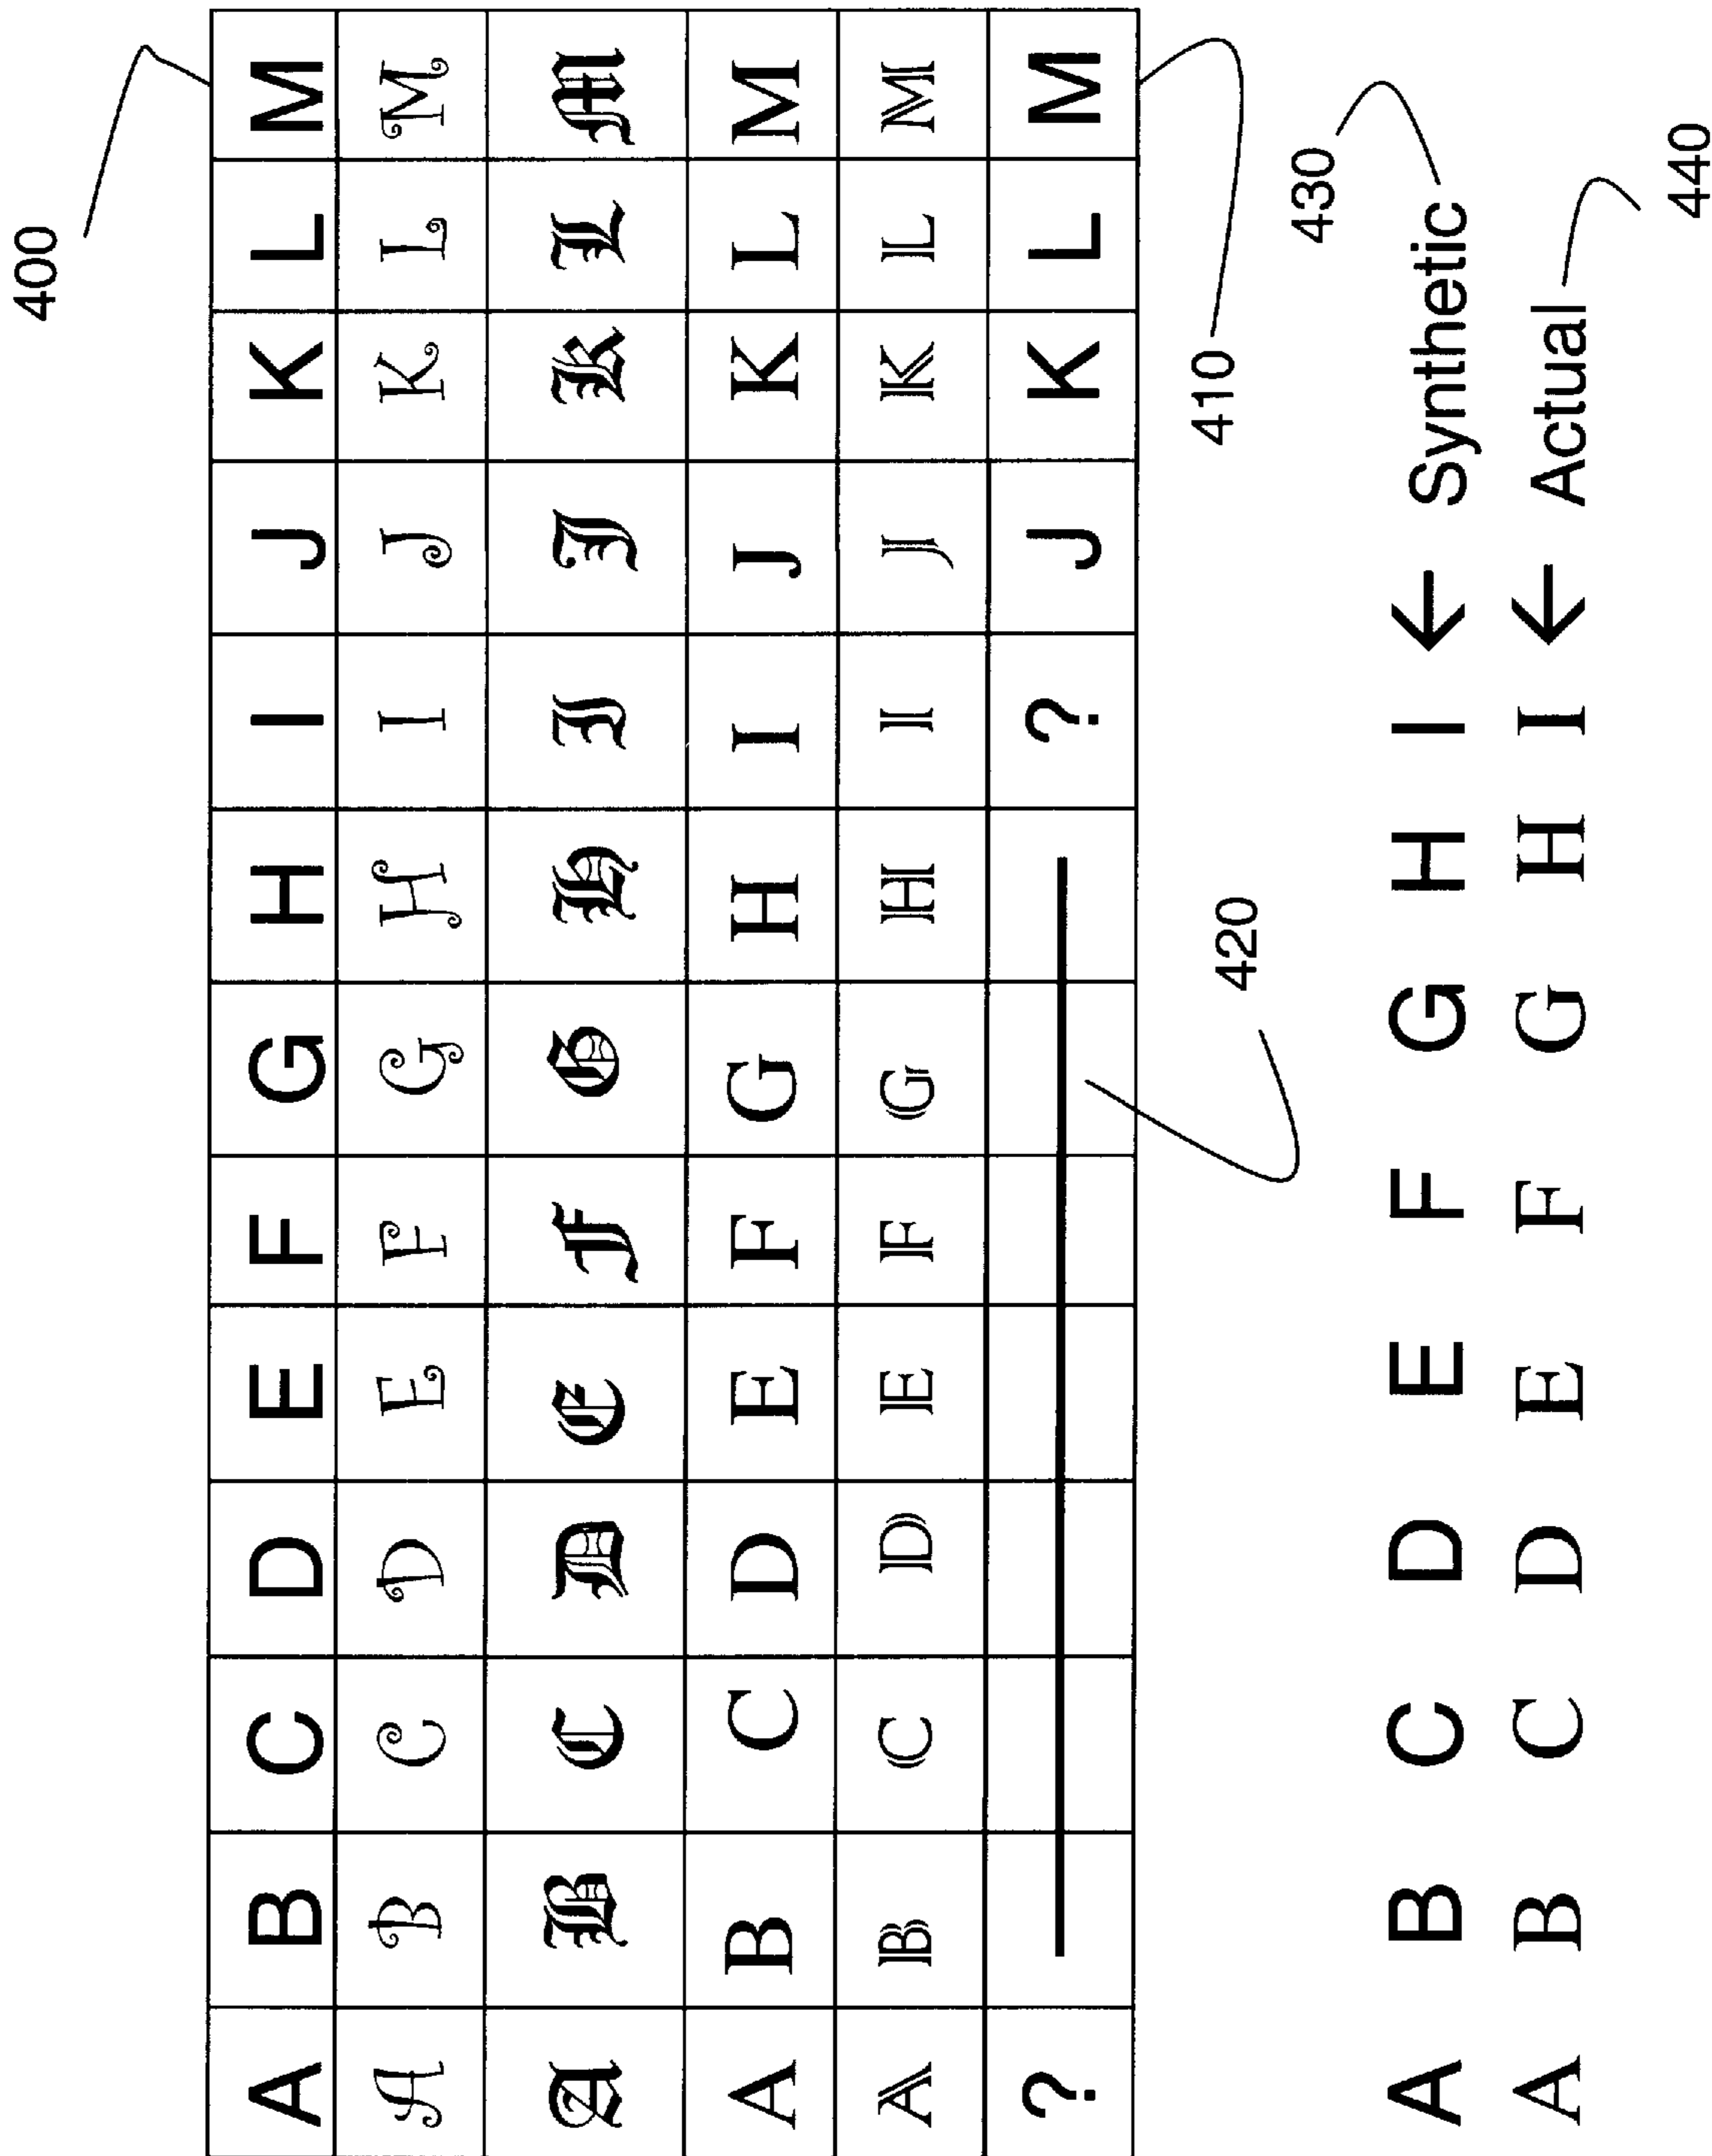 400
A B C D E F G H I J K L M
A B C D E F G H I J K L M
A B C D E F G H I J K L M
A B C D E F G H I J K L M
A B C D E F G H I J K L M
? ? J K L M
410
420
430
A B C D E F G H I ← Synthetic
A B C D E F G H I ← Actual
440